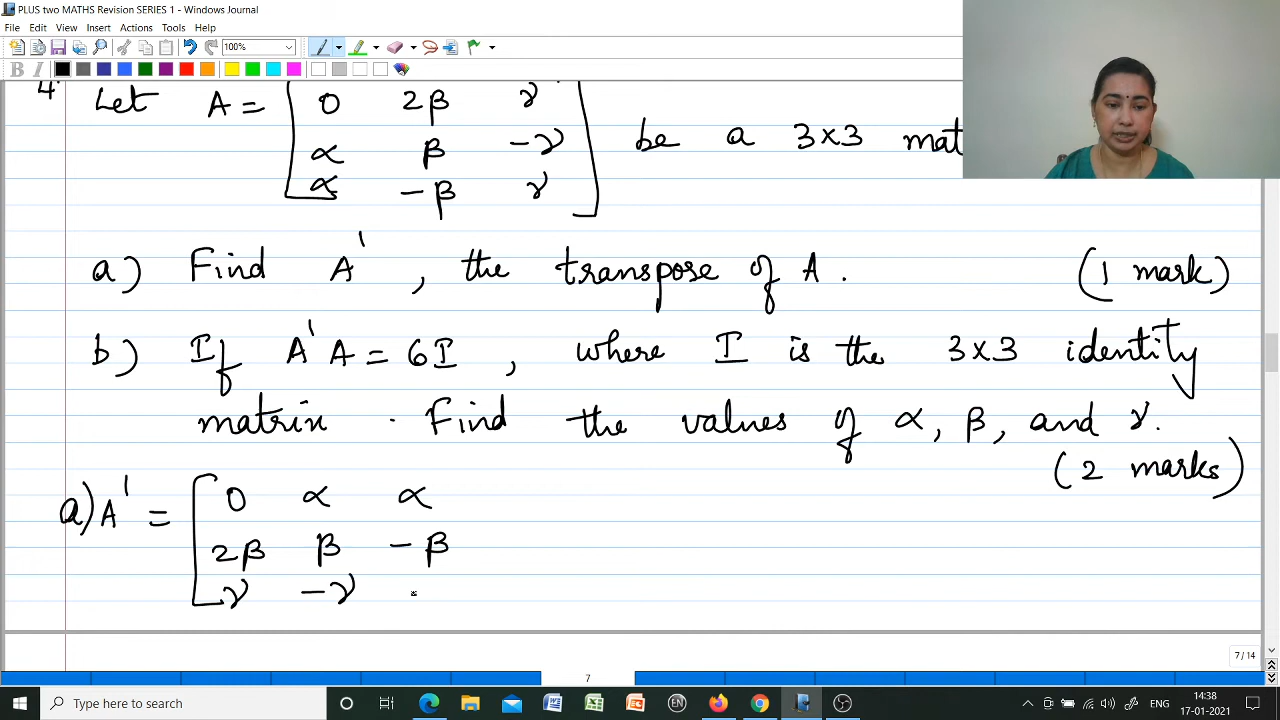 PLUS two MATHS Revision SERIES 1 - Windows Journal
File Edit View Insert Actions Tools Help
100%
B I
4.
Let A = [ 0 2β γ
α β -γ
α -β γ ] be a 3×3 mat
a) Find A' , the transpose of A . (1 mark)
b) If A' A = 6I , where I is the 3×3 identity
matrix . Find the values of α, β, and γ.
(2 marks)
a) A' = [ 0 α α
2β β -β
γ -γ
7 / 14
7
Type here to search
ENG
14:38
17-01-2021